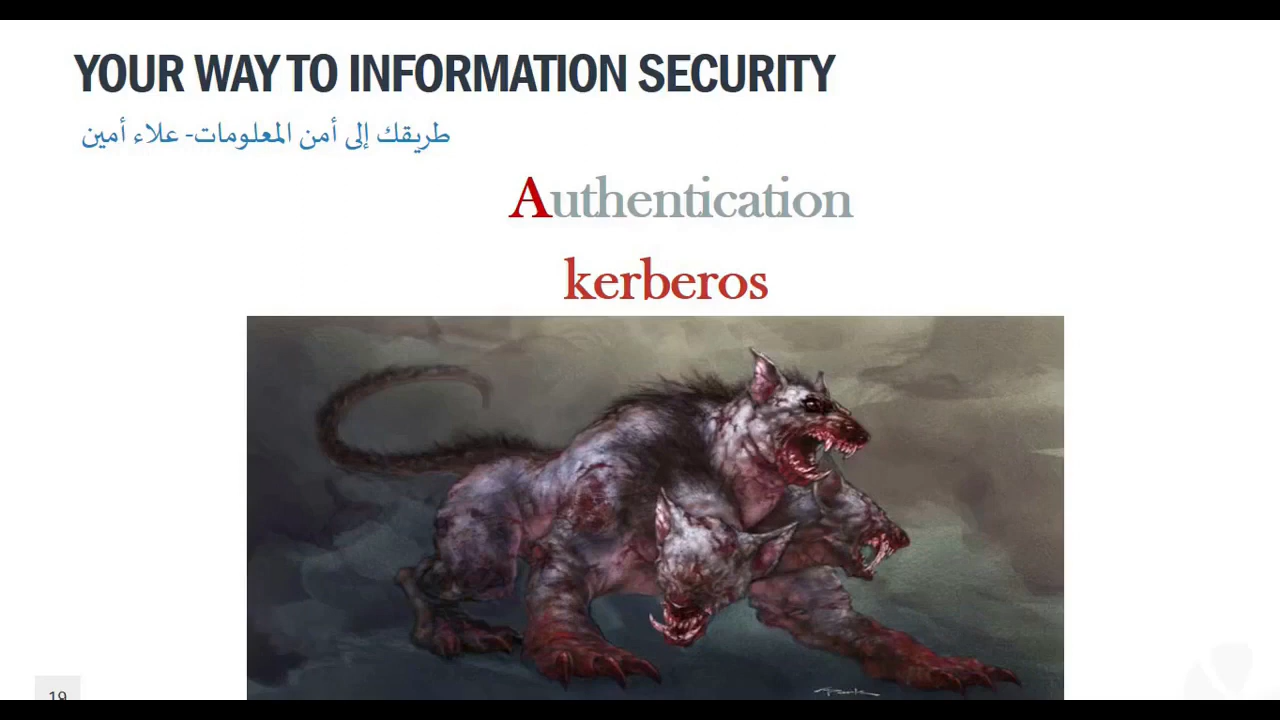 YOUR WAY TO INFORMATION SECURITY
طريقك إلى أمن المعلومات- علاء أمين
Authentication
kerberos
19